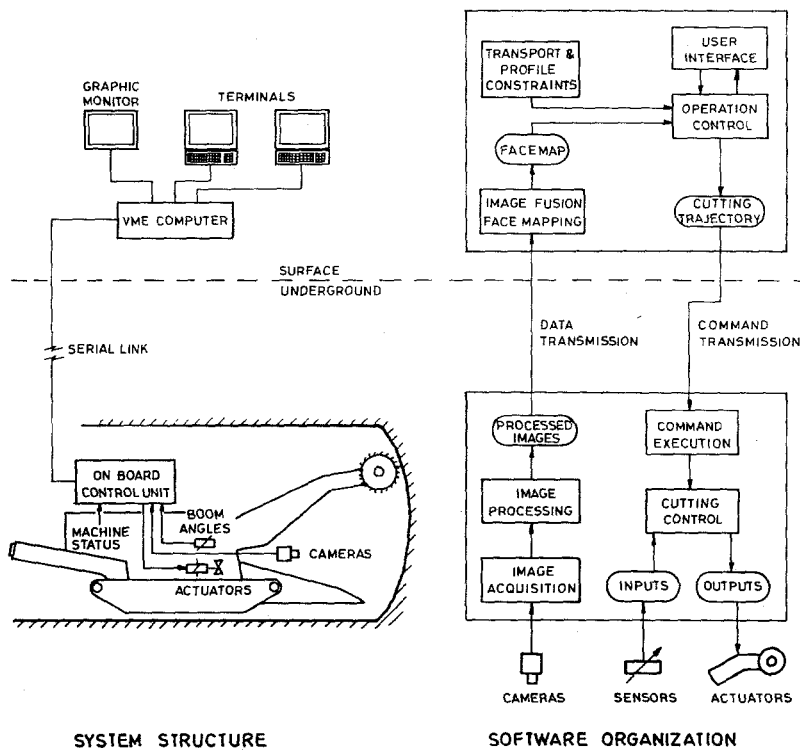 GRAPHIC
MONITOR
TERMINALS
VME COMPUTER
SURFACE
UNDERGROUND
SERIAL LINK
ON BOARD
CONTROL UNIT
MACHINE
STATUS
BOOM
ANGLES
CAMERAS
ACTUATORS
SYSTEM STRUCTURE
TRANSPORT &
PROFILE
CONSTRAINTS
USER
INTERFACE
OPERATION
CONTROL
FACEMAP
IMAGE FUSION
FACE MAPPING
CUTTING
TRAJECTORY
DATA
TRANSMISSION
COMMAND
TRANSMISSION
PROCESSED
IMAGES
COMMAND
EXECUTION
IMAGE
PROCESSING
CUTTING
CONTROL
IMAGE
ACQUISITION
INPUTS
OUTPUTS
CAMERAS
SENSORS
ACTUATORS
SOFTWARE ORGANIZATION